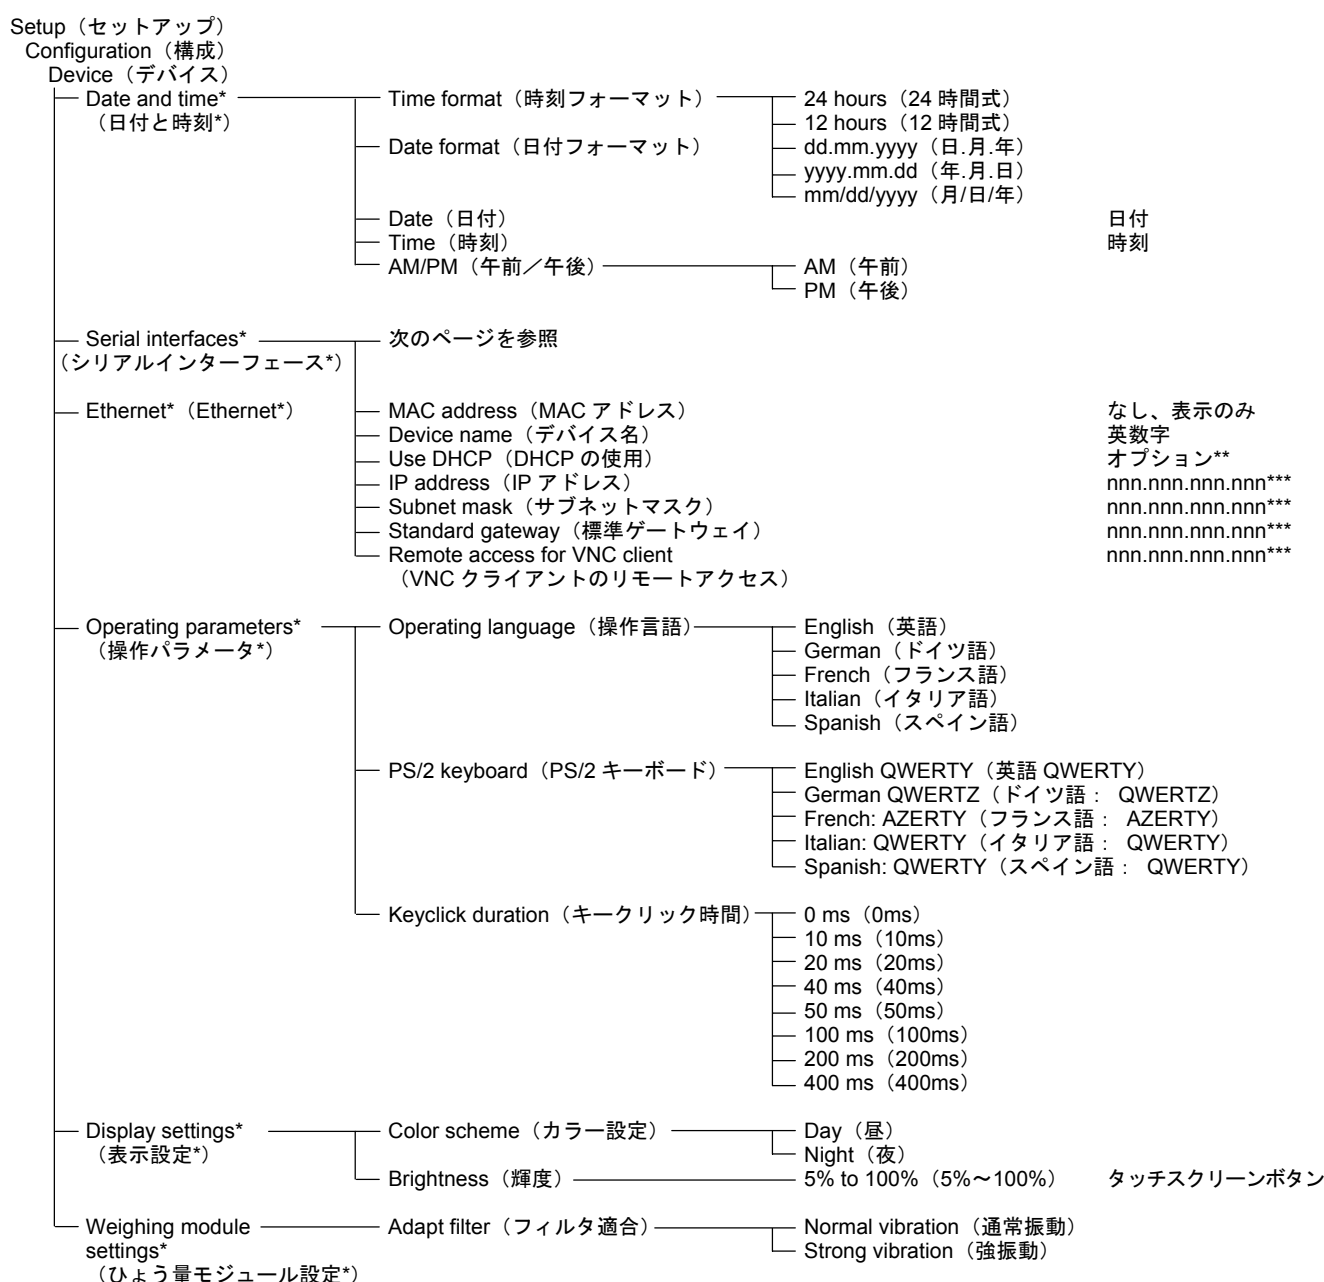 Setup（セットアップ）
Configuration（構成）
Device（デバイス）
Date and time* Time format（時刻フォーマット） 24 hours（24 時間式）
（日付と時刻*） 12 hours（12 時間式）
Date format（日付フォーマット） dd.mm.yyyy（日.月.年）
yyyy.mm.dd（年.月.日）
mm/dd/yyyy（月/日/年）
Date（日付） 日付
Time（時刻） 時刻
AM/PM（午前／午後） AM（午前）
PM（午後）
Serial interfaces* 次のページを参照
（シリアルインターフェース*）
Ethernet*（Ethernet*） MAC address（MAC アドレス） なし、表示のみ
Device name（デバイス名） 英数字
Use DHCP（DHCP の使用） オプション**
IP address（IP アドレス） nnn.nnn.nnn.nnn***
Subnet mask（サブネットマスク） nnn.nnn.nnn.nnn***
Standard gateway（標準ゲートウェイ） nnn.nnn.nnn.nnn***
Remote access for VNC client nnn.nnn.nnn.nnn***
（VNC クライアントのリモートアクセス）
Operating parameters* Operating language（操作言語） English（英語）
（操作パラメータ*） German（ドイツ語）
French（フランス語）
Italian（イタリア語）
Spanish（スペイン語）
PS/2 keyboard（PS/2 キーボード） English QWERTY（英語 QWERTY）
German QWERTZ（ドイツ語： QWERTZ）
French: AZERTY（フランス語： AZERTY）
Italian: QWERTY（イタリア語： QWERTY）
Spanish: QWERTY（スペイン語： QWERTY）
Keyclick duration（キークリック時間） 0 ms（0ms）
10 ms（10ms）
20 ms（20ms）
40 ms（40ms）
50 ms（50ms）
100 ms（100ms）
200 ms（200ms）
400 ms（400ms）
Display settings* Color scheme（カラー設定） Day（昼）
（表示設定*） Night（夜）
Brightness（輝度） 5% to 100%（5%～100%） タッチスクリーンボタン
Weighing module Adapt filter（フィルタ適合） Normal vibration（通常振動）
settings* Strong vibration（強振動）
（ひょう量モジュール設定*）